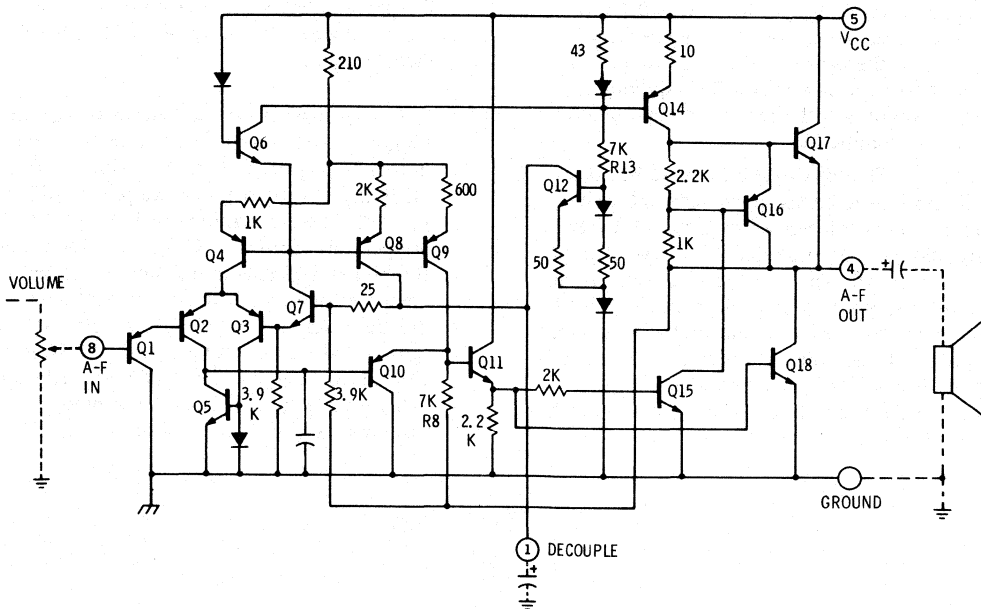 5
V CC
43
10
210
Q14
Q17
Q6
7K
R13
2K
600
Q12
2.2K
Q16
1K
Q4
Q8
Q9
1K
50
50
4
A-F
OUT
VOLUME
Q7
25
Q2
Q3
8
A-F
IN
Q1
Q11
Q18
Q10
3.9
K
3.9K
7K
R8
2K
Q15
Q5
2.2
K
GROUND
1
DECOUPLE
+
+